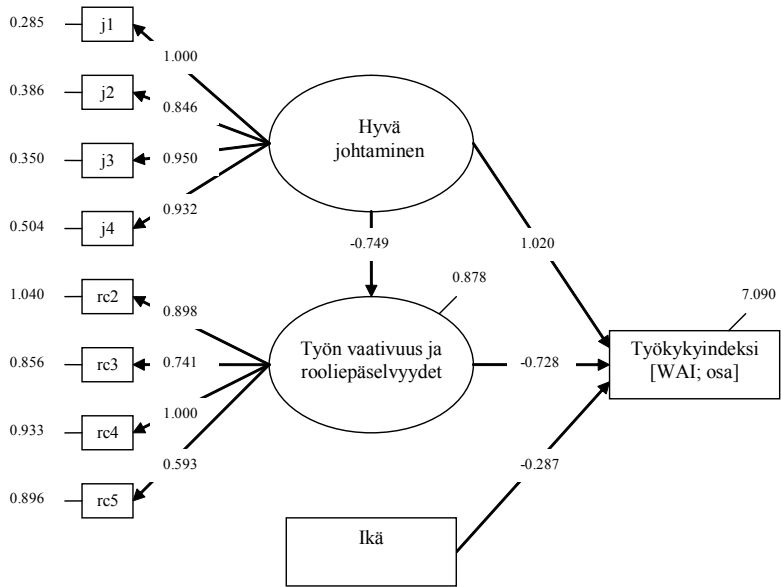 0.285
j1
1.000
0.386
j2
0.846
0.350
j3
0.950
0.504
j4
0.932
Hyvä
johtaminen
-0.749
1.020
1.040
rc2
0.898
0.878
7.090
0.856
rc3
0.741
Työn vaativuus ja
rooliepäselvyydet
-0.728
Työkykyindeksi
[WAI; osa]
0.933
rc4
1.000
0.896
rc5
0.593
-0.287
Ikä